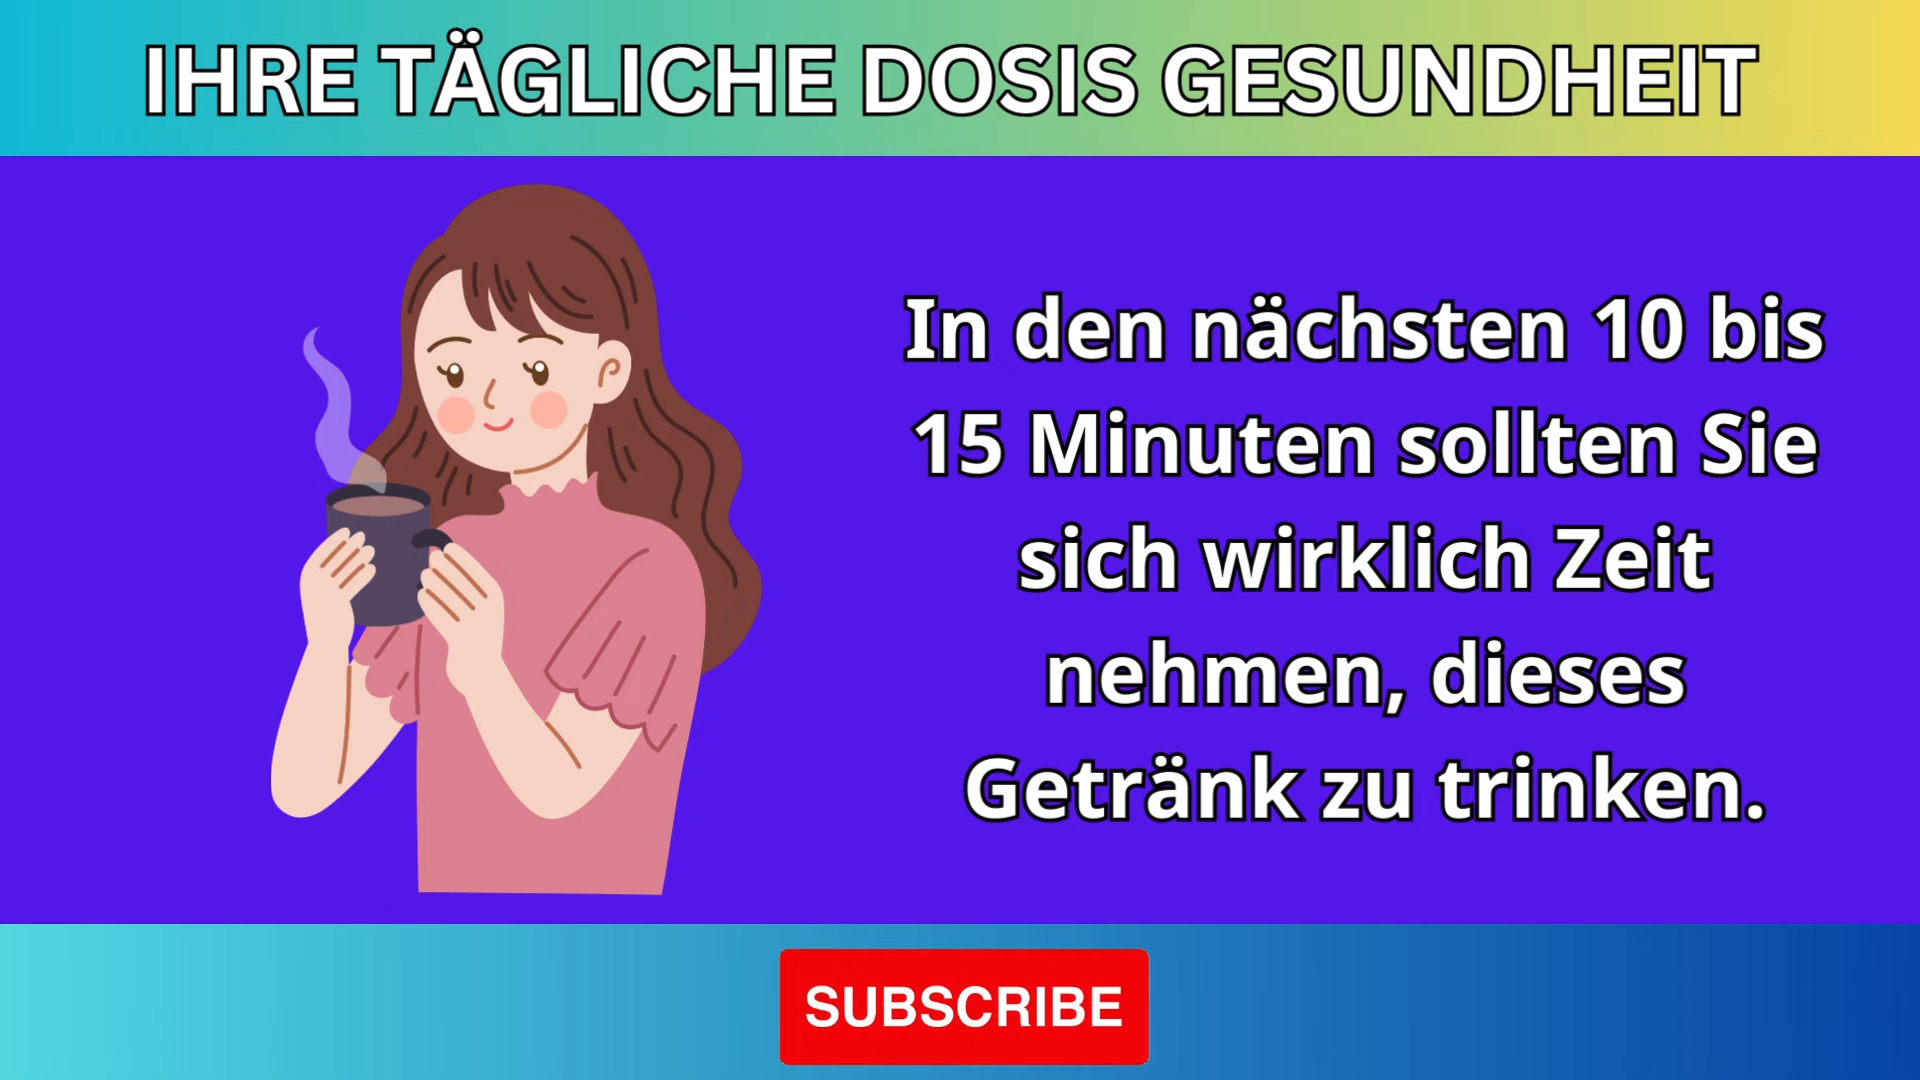 IHRE TÄGLICHE DOSIS GESUNDHEIT
In den nächsten 10 bis
15 Minuten sollten Sie
sich wirklich Zeit
nehmen, dieses
Getränk zu trinken.
SUBSCRIBE